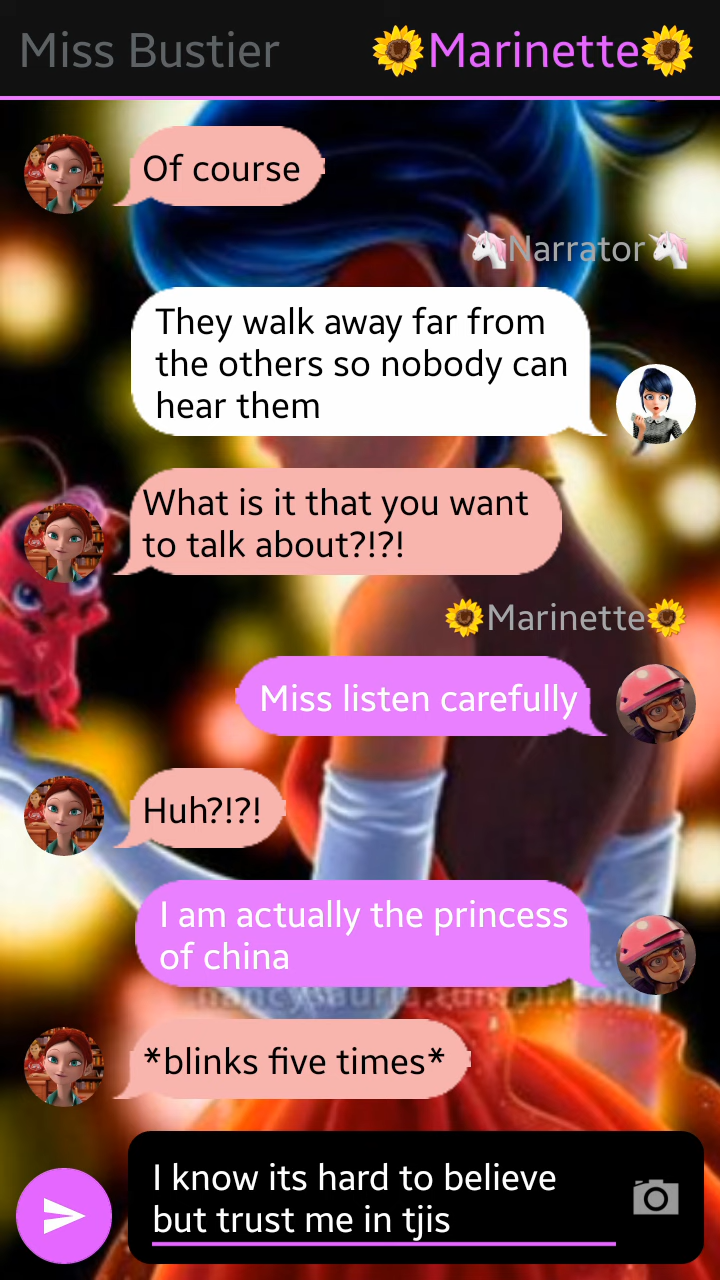 Miss Bustier 🌻Marinette🌻
Of course
🦄Narrator🦄
They walk away far from
the others so nobody can
hear them
What is it that you want
to talk about?!?!
🌻Marinette🌻
Miss listen carefully
Huh?!?!
I am actually the princess
of china
*blinks five times*
I know its hard to believe
but trust me in tjis